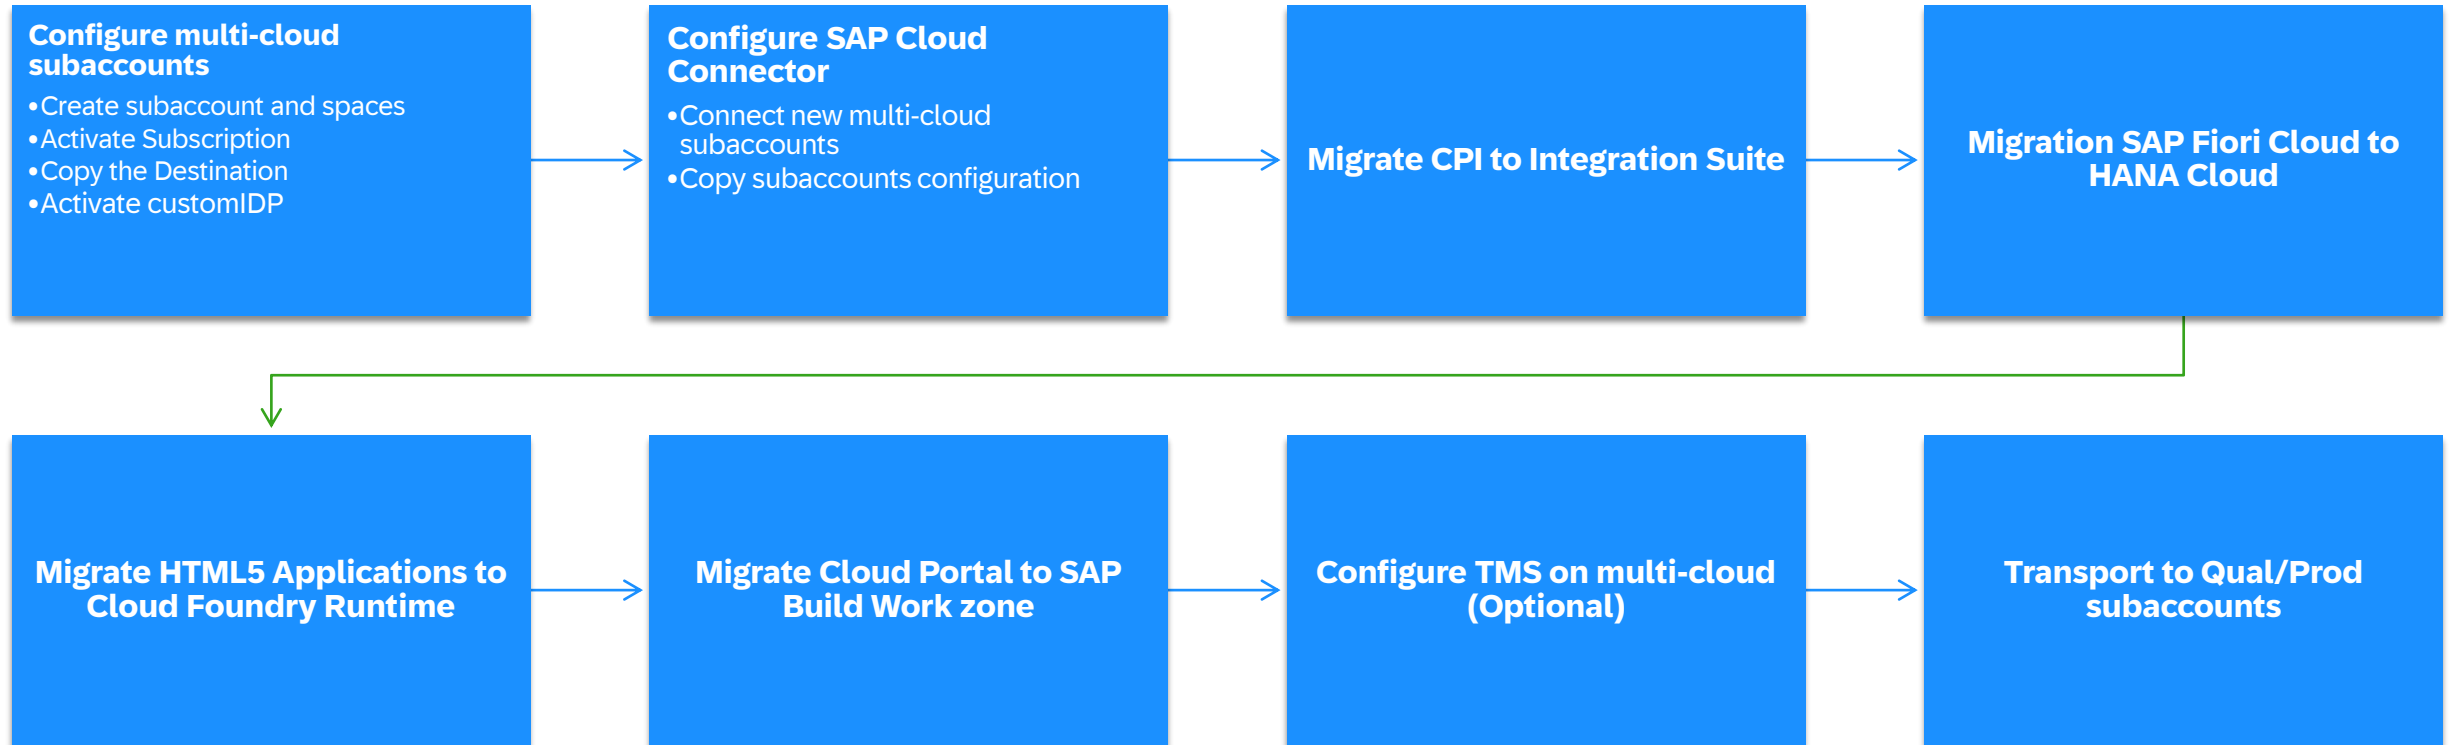 Configure multi-cloud
subaccounts
•Create subaccount and spaces
•Activate Subscription
•Copy the Destination
•Activate customIDP
Configure SAP Cloud
Connector
•Connect new multi-cloud
subaccounts
•Copy subaccounts configuration
Migrate CPI to Integration Suite
Migration SAP Fiori Cloud to
HANA Cloud
Migrate HTML5 Applications to
Cloud Foundry Runtime
Migrate Cloud Portal to SAP
Build Work zone
Configure TMS on multi-cloud
(Optional)
Transport to Qual/Prod
subaccounts